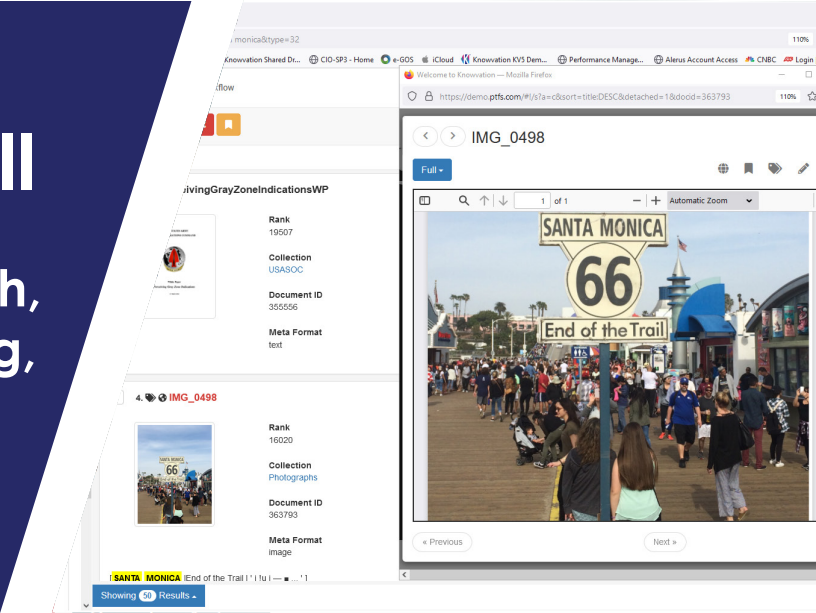 monica&type=32
110%
Knowvation Shared Dr... CIO-SP3 - Home e-GOS iCloud Knowvation KV5 Dem... Performance Manage... Alerus Account Access CNBC Login
Welcome to Knowvation — Mozilla Firefox
https://demo.ptfs.com/#!/s?a=c&sort=title:DESC&detached=1&docid=363793 110%
IMG_0498
Full
1 of 1 Automatic Zoom
SANTA MONICA
66
End of the Trail
« Previous Next »
kflow
eivingGrayZoneIndicationsWP
Rank
19507
Collection
USASOC
Document ID
355556
Meta Format
text
4. IMG_0498
SANTA MONICA
66
Rank
16020
Collection
Photographs
Document ID
363793
Meta Format
image
[ SANTA MONICA |End of the Trail
Showing 50 Results
ll
h,
g,